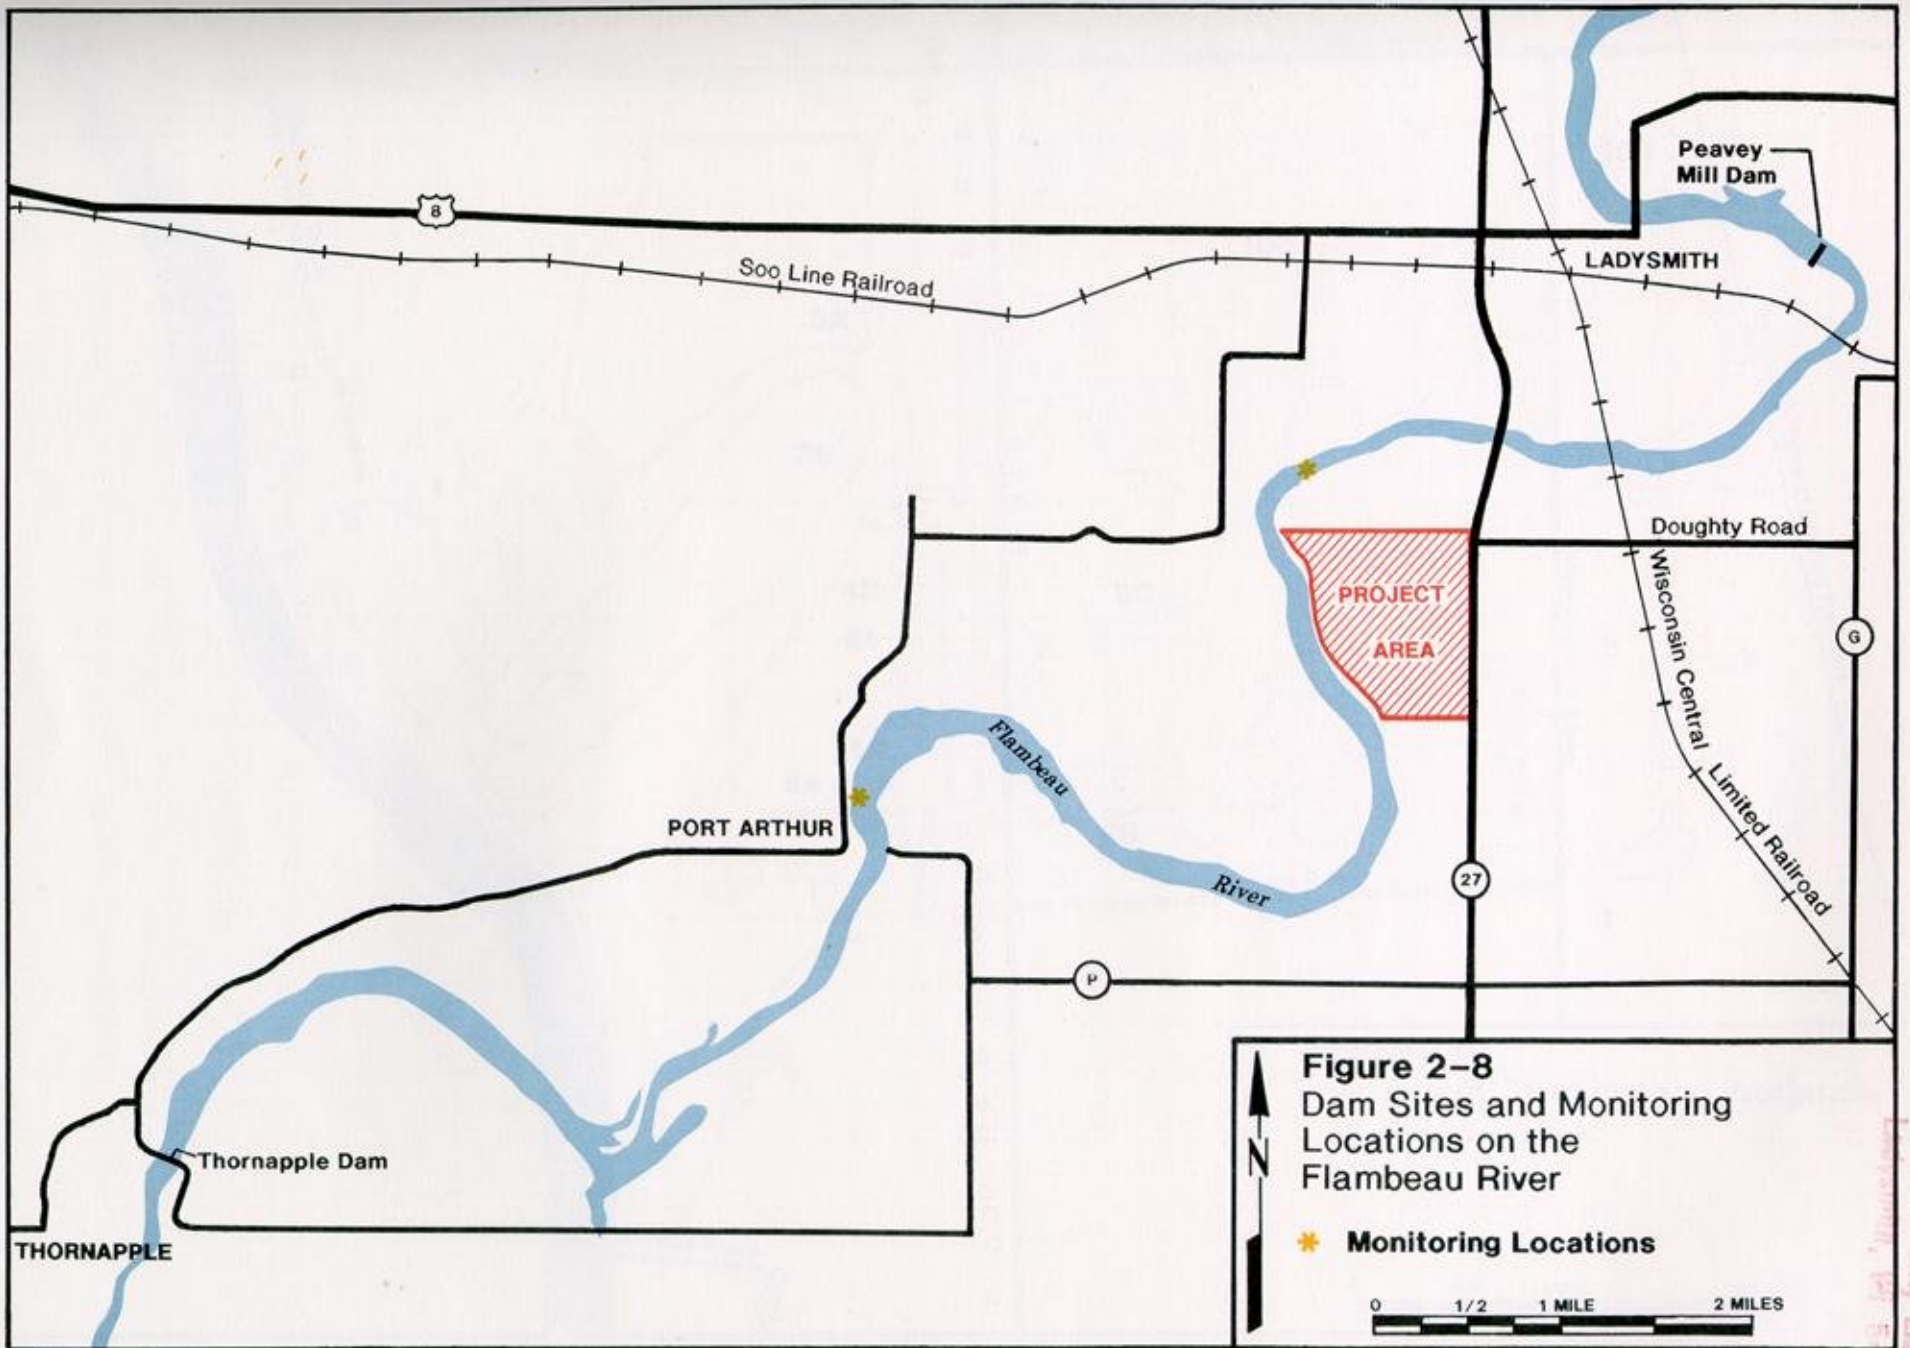 Peavey
Mill Dam
8
Soo Line Railroad
LADYSMITH
Doughty Road
PROJECT
AREA
Wisconsin Central Limited Railroad
G
Flambeau River
PORT ARTHUR
27
P
Thornapple Dam
THORNAPPLE
Figure 2-8
Dam Sites and Monitoring
Locations on the
Flambeau River
N
* Monitoring Locations
0 1/2 1 MILE 2 MILES